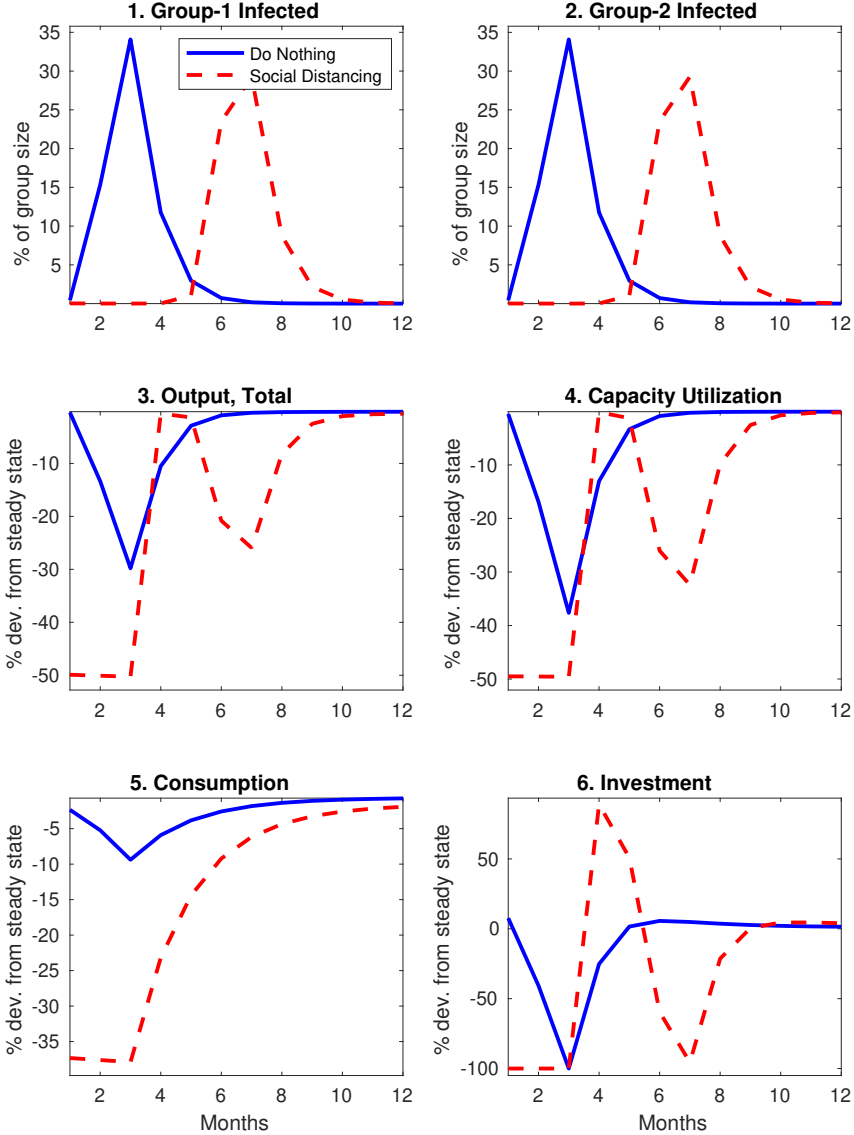 1. Group-1 Infected
% of group size
35
30
25
20
15
10
5
2 4 6 8 10 12
Do Nothing
Social Distancing
2. Group-2 Infected
% of group size
35
30
25
20
15
10
5
2 4 6 8 10 12
3. Output, Total
% dev. from steady state
-10
-20
-30
-40
-50
2 4 6 8 10 12
4. Capacity Utilization
% dev. from steady state
-10
-20
-30
-40
-50
2 4 6 8 10 12
5. Consumption
% dev. from steady state
-5
-10
-15
-20
-25
-30
-35
2 4 6 8 10 12
Months
6. Investment
% dev. from steady state
50
0
-50
-100
2 4 6 8 10 12
Months